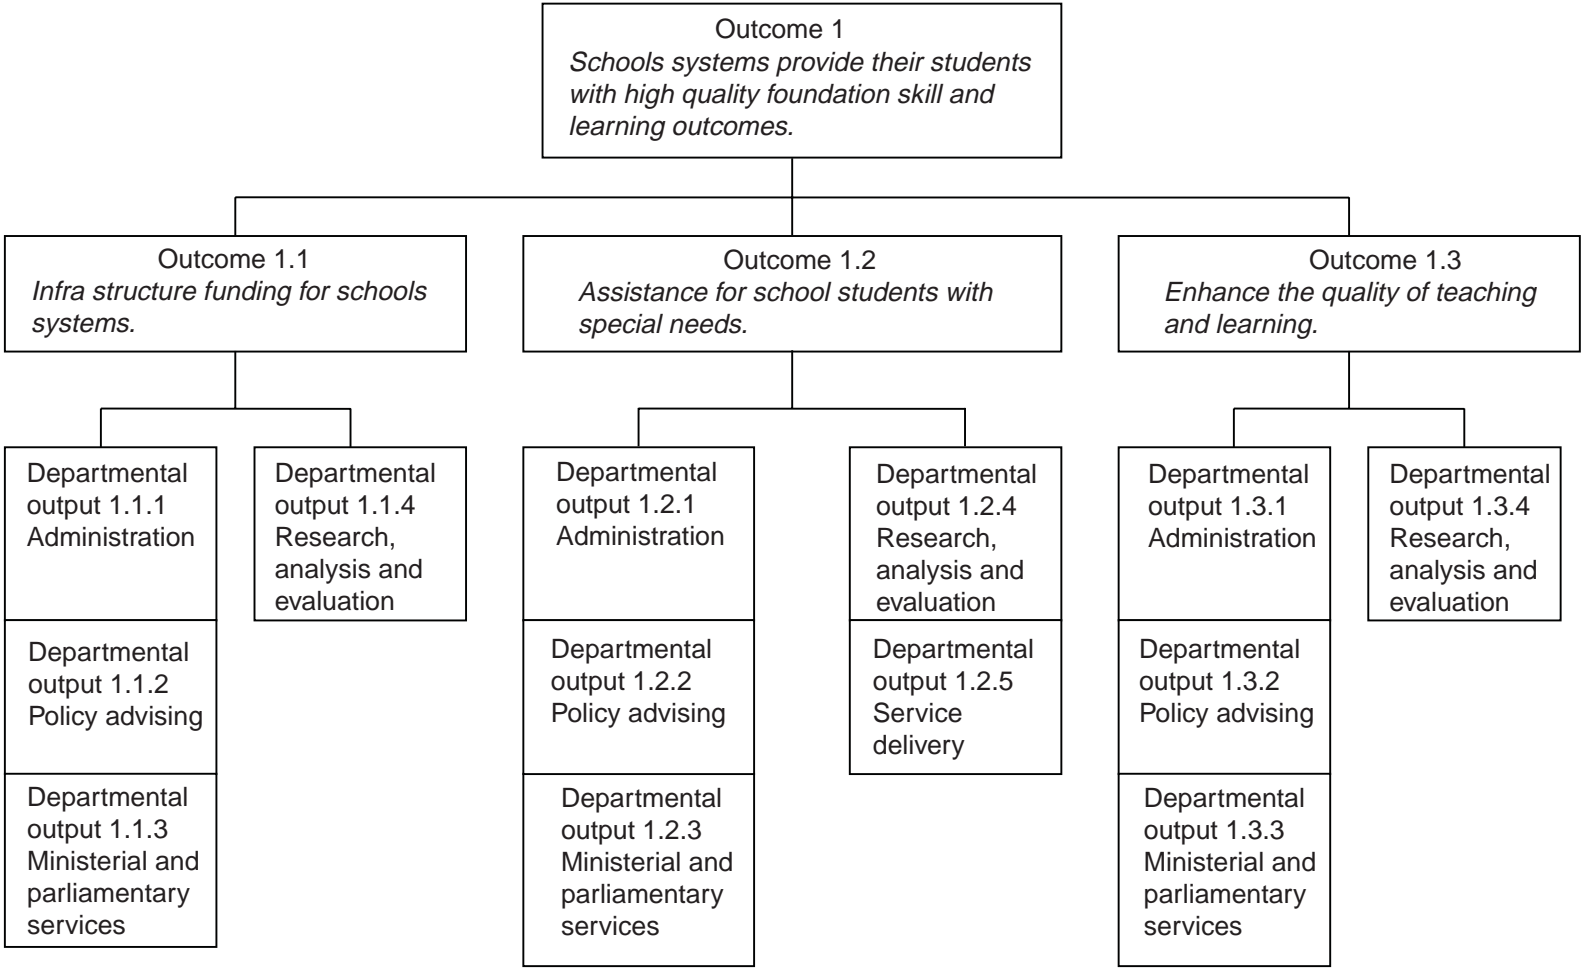 Outcome 1
Schools systems provide their students
with high quality foundation skill and
learning outcomes.
Outcome 1.1
Infra structure funding for schools
systems.
Outcome 1.2
Assistance for school students with
special needs.
Outcome 1.3
Enhance the quality of teaching
and learning.
Departmental
output 1.1.1
Administration
Departmental
output 1.1.2
Policy advising
Departmental
output 1.1.3
Ministerial and
parliamentary
services
Departmental
output 1.1.4
Research,
analysis and
evaluation
Departmental
output 1.2.1
Administration
Departmental
output 1.2.2
Policy advising
Departmental
output 1.2.3
Ministerial and
parliamentary
services
Departmental
output 1.2.4
Research,
analysis and
evaluation
Departmental
output 1.2.5
Service
delivery
Departmental
output 1.3.1
Administration
Departmental
output 1.3.2
Policy advising
Departmental
output 1.3.3
Ministerial and
parliamentary
services
Departmental
output 1.3.4
Research,
analysis and
evaluation